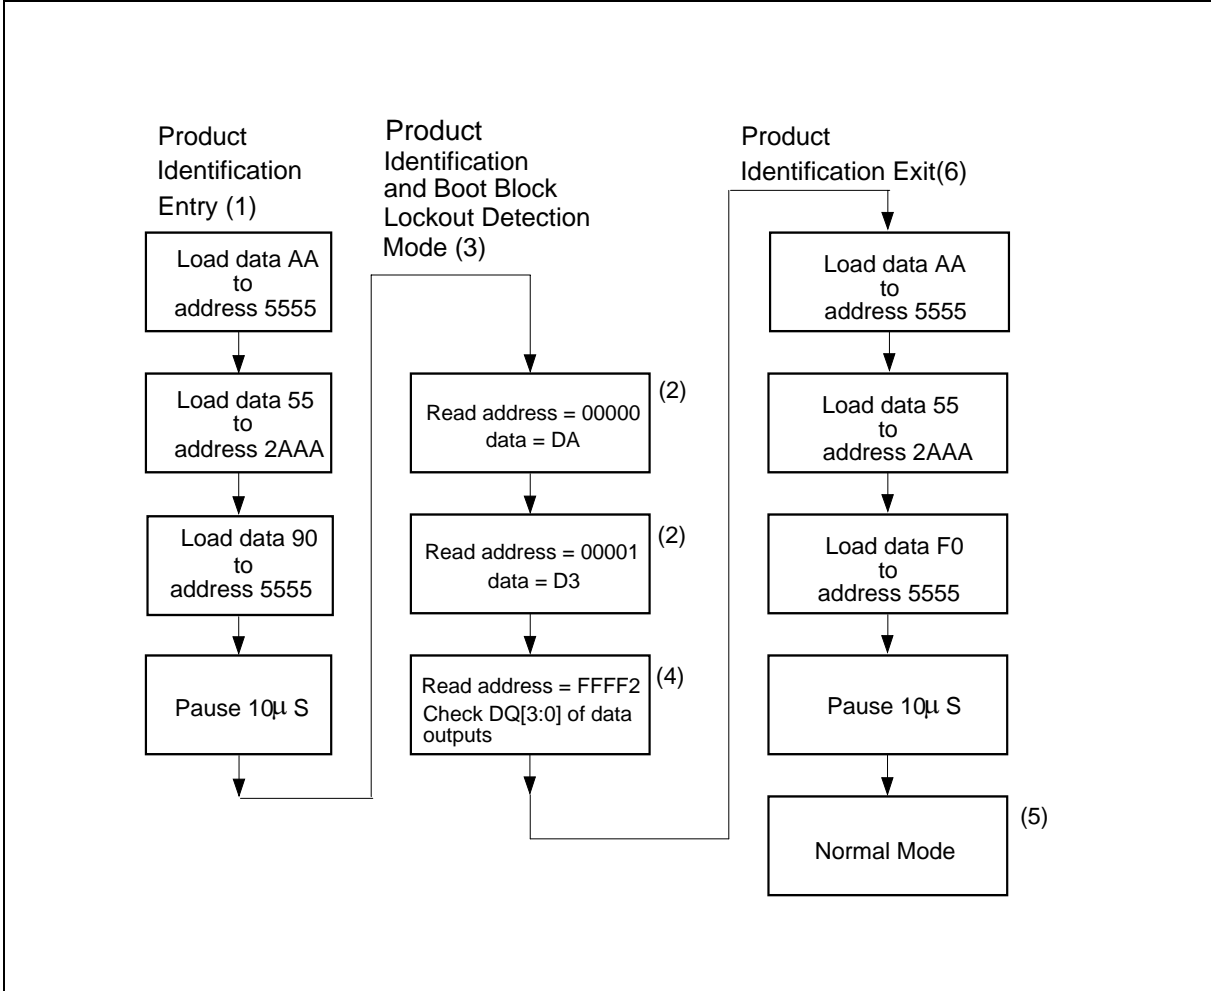 Product
Identification
Entry (1)
Load data AA
to
address 5555
Load data 55
to
address 2AAA
Load data 90
to
address 5555
Pause 10μ S
Product
Identification
and Boot Block
Lockout Detection
Mode (3)
Read address = 00000
data = DA
(2)
Read address = 00001
data = D3
(2)
Read address = FFFF2
Check DQ[3:0] of data
outputs
(4)
Product
Identification Exit(6)
Load data AA
to
address 5555
Load data 55
to
address 2AAA
Load data F0
to
address 5555
Pause 10μ S
Normal Mode
(5)